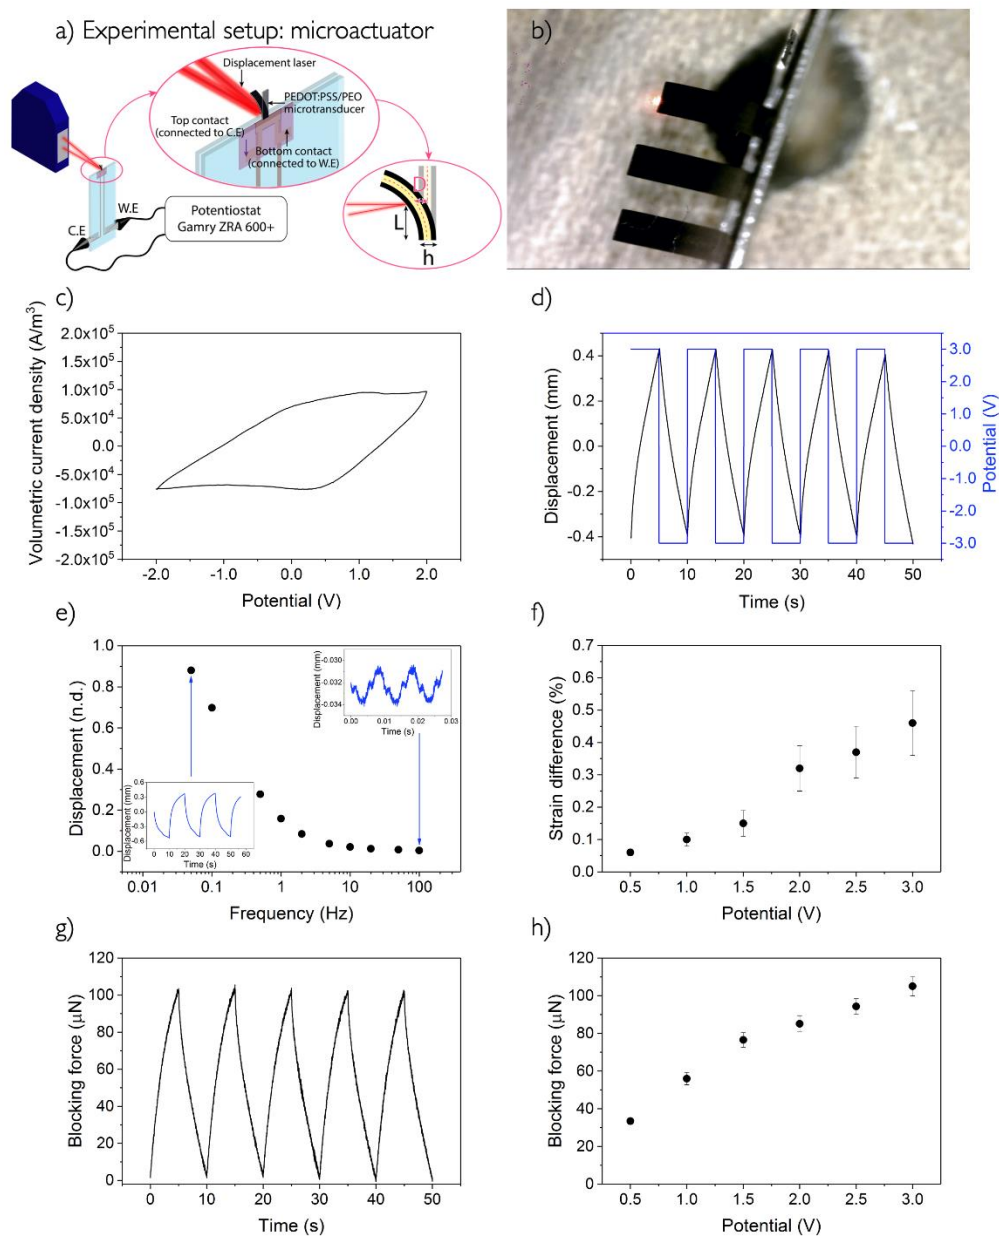 a) Experimental setup: microactuator
Displacement laser
PEDOT:PSS/PEO
microtransducer
Top contact
(connected to C.E)
Bottom contact
(connected to W.E)
W.E
C.E
Potentiostat
Gamry ZRA 600+
D
L
h
b)
c)
Volumetric current density (A/m³)
2.0x10⁵
1.5x10⁵
1.0x10⁵
5.0x10⁴
0.0
-5.0x10⁴
-1.0x10⁵
-1.5x10⁵
-2.0x10⁵
-2.0 -1.0 0.0 1.0 2.0
Potential (V)
d)
Displacement (mm)
0.4
0.2
0.0
-0.2
-0.4
3.0
2.0
1.0
0.0
-1.0
-2.0
-3.0
Potential (V)
0 10 20 30 40 50
Time (s)
e)
Displacement (n.d.)
1.0
0.8
0.6
0.4
0.2
0.0
Displacement (mm)
-0.030
-0.032
-0.034
0.00 0.01 0.02 0.03
Time (s)
Displacement (mm)
0.6
0.3
0.0
-0.3
-0.6
0 10 20 30 40 50 60
Time (s)
0.01 0.1 1 10 100
Frequency (Hz)
f)
Strain difference (%)
0.7
0.6
0.5
0.4
0.3
0.2
0.1
0.0
0.5 1.0 1.5 2.0 2.5 3.0
Potential (V)
g)
Blocking force (μN)
120
100
80
60
40
20
0
0 10 20 30 40 50
Time (s)
h)
Blocking force (μN)
120
100
80
60
40
20
0
0.5 1.0 1.5 2.0 2.5 3.0
Potential (V)